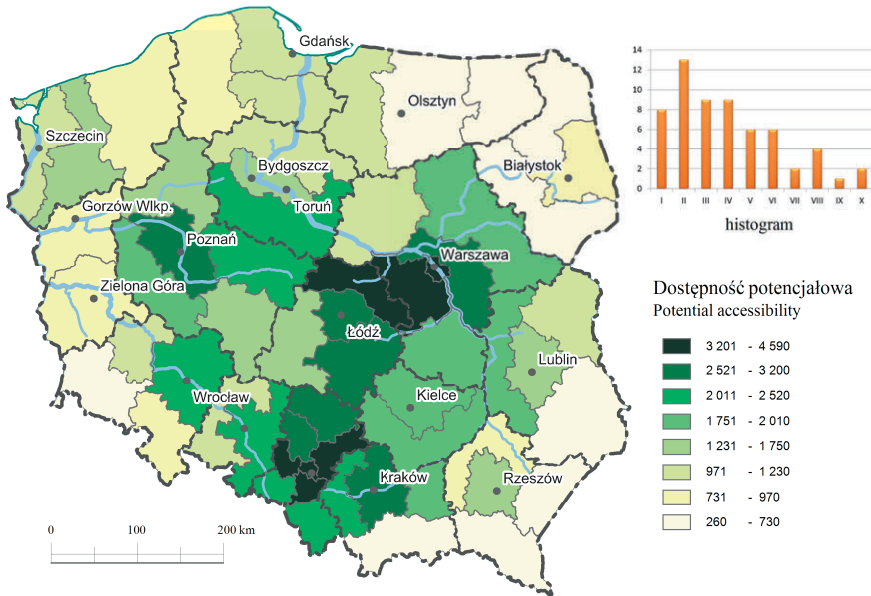 Gdańsk
Olsztyn
Szczecin
Bydgoszcz
Białystok
Toruń
Gorzów Wlkp.
Poznań
Warszawa
Zielona Góra
Łódź
Lublin
Wrocław
Kielce
Kraków
Rzeszów
0 100 200 km
14
12
10
8
6
4
2
0
I II III IV V VI VII VIII IX X
histogram
Dostępność potencjałowa
Potential accessibility
3 201 - 4 590
2 521 - 3 200
2 011 - 2 520
1 751 - 2 010
1 231 - 1 750
971 - 1 230
731 - 970
260 - 730